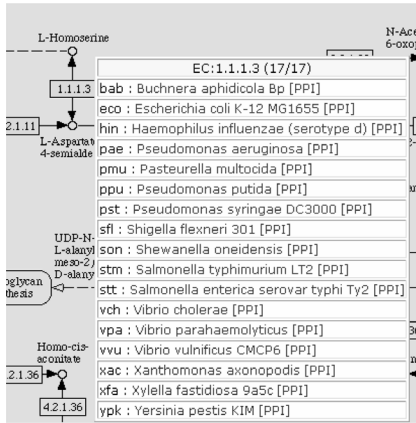 L-Homoserine
N-Ace
6-oxop
EC:1.1.1.3 (17/17)
1.1.1.3
bab : Buchnera aphidicola Bp [PPI]
eco : Escherichia coli K-12 MG1655 [PPI]
2.1.11
hin : Haemophilus influenzae (serotype d) [PPI]
L-Aspartat
4-semialde
pae : Pseudomonas aeruginosa [PPI]
pmu : Pasteurella multocida [PPI]
ppu : Pseudomonas putida [PPI]
pst : Pseudomonas syringae DC3000 [PPI]
sfl : Shigella flexneri 301 [PPI]
UDP-N-
L-alanyl
meso-2,
D-alany
son : Shewanella oneidensis [PPI]
stm : Salmonella typhimurium LT2 [PPI]
oglycan
thesis
stt : Salmonella enterica serovar typhi Ty2 [PPI]
vch : Vibrio cholerae [PPI]
vpa : Vibrio parahaemolyticus [PPI]
Homo-cis-
aconitate
vvu : Vibrio vulnificus CMCP6 [PPI]
.2.1.36
xac : Xanthomonas axonopodis [PPI]
xfa : Xylella fastidiosa 9a5c [PPI]
4.2.1.36
ypk : Yersinia pestis KIM [PPI]